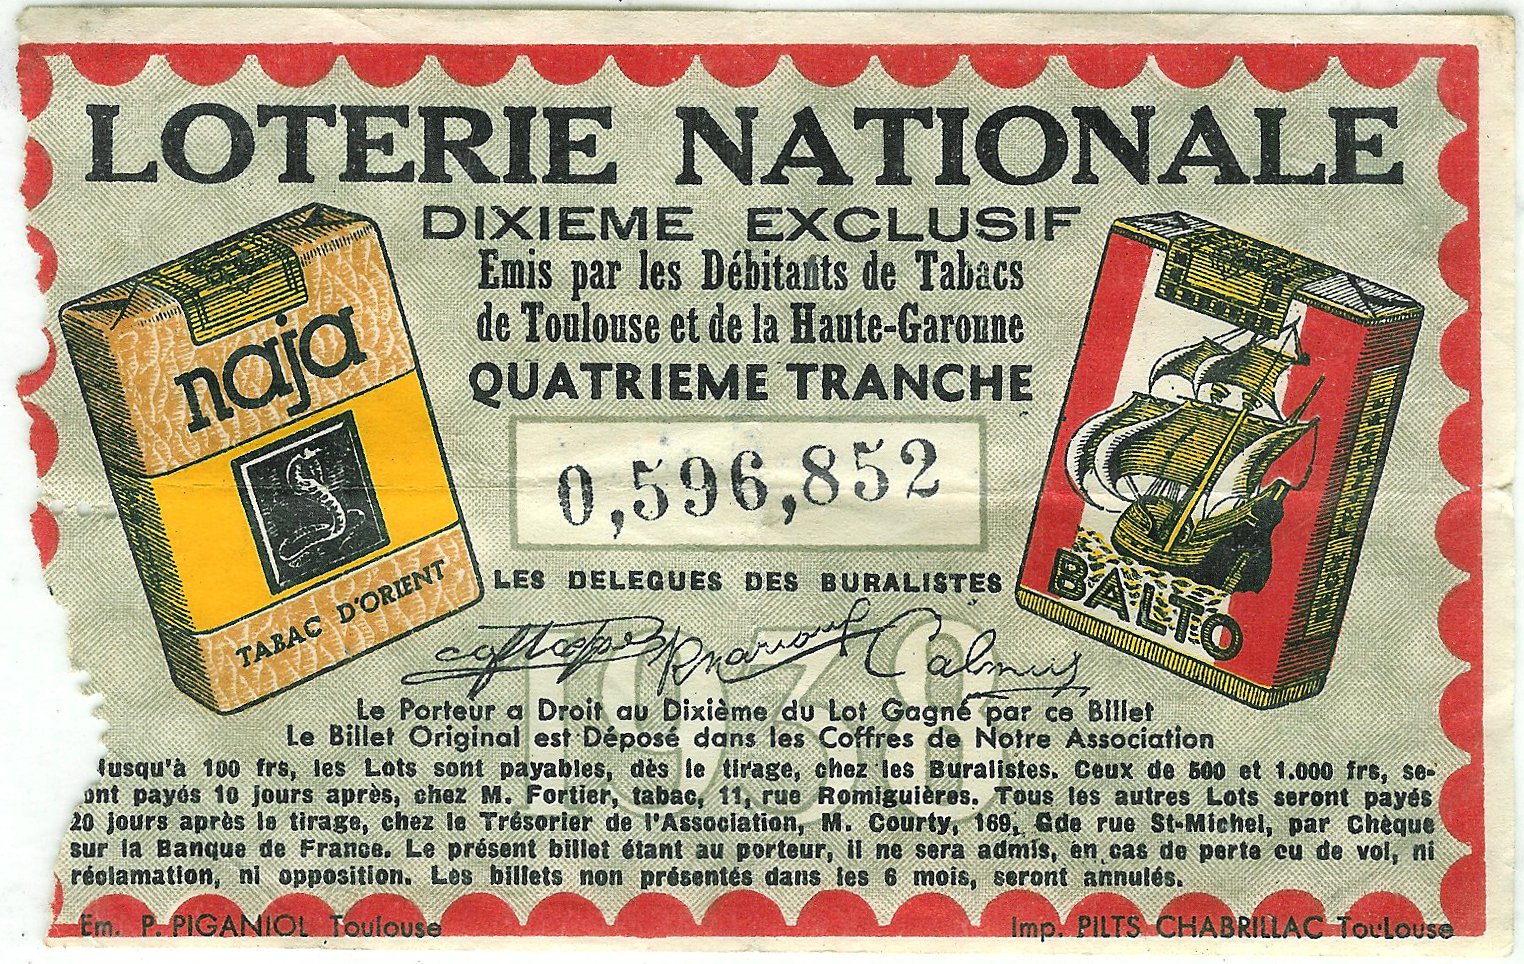 LOTERIE NATIONALE
DIXIEME EXCLUSIF
Emis par les Débitants de Tabacs
de Toulouse et de la Haute-Garonne
QUATRIEME TRANCHE
naja
TABAC D'ORIENT
0,596,852
BALTO
LES DELEGUES DES BURALISTES
1938
Calmus
Le Porteur a Droit au Dixième du Lot Gagné par ce Billet
Le Billet Original est Déposé dans les Coffres de Notre Association
Jusqu'à 100 frs, les Lots sont payables, dès le tirage, chez les Buralistes. Ceux de 500 et 1.000 frs, se-
ont payés 10 jours après, chez M. Fortier, tabac, 11, rue Romiguières. Tous les autres Lots seront payés
20 jours après le tirage, chez le Trésorier de l'Association, M. Courty, 169, Gde rue St-Michel, par Chèque
sur la Banque de France. Le présent billet étant au porteur, il ne sera admis, en cas de perte ou de vol, ni
réclamation, ni opposition. Les billets non présentés dans les 6 mois, seront annulés.
Em. P. PIGANIOL Toulouse
Imp. PILTS CHABRILLAC Toulouse